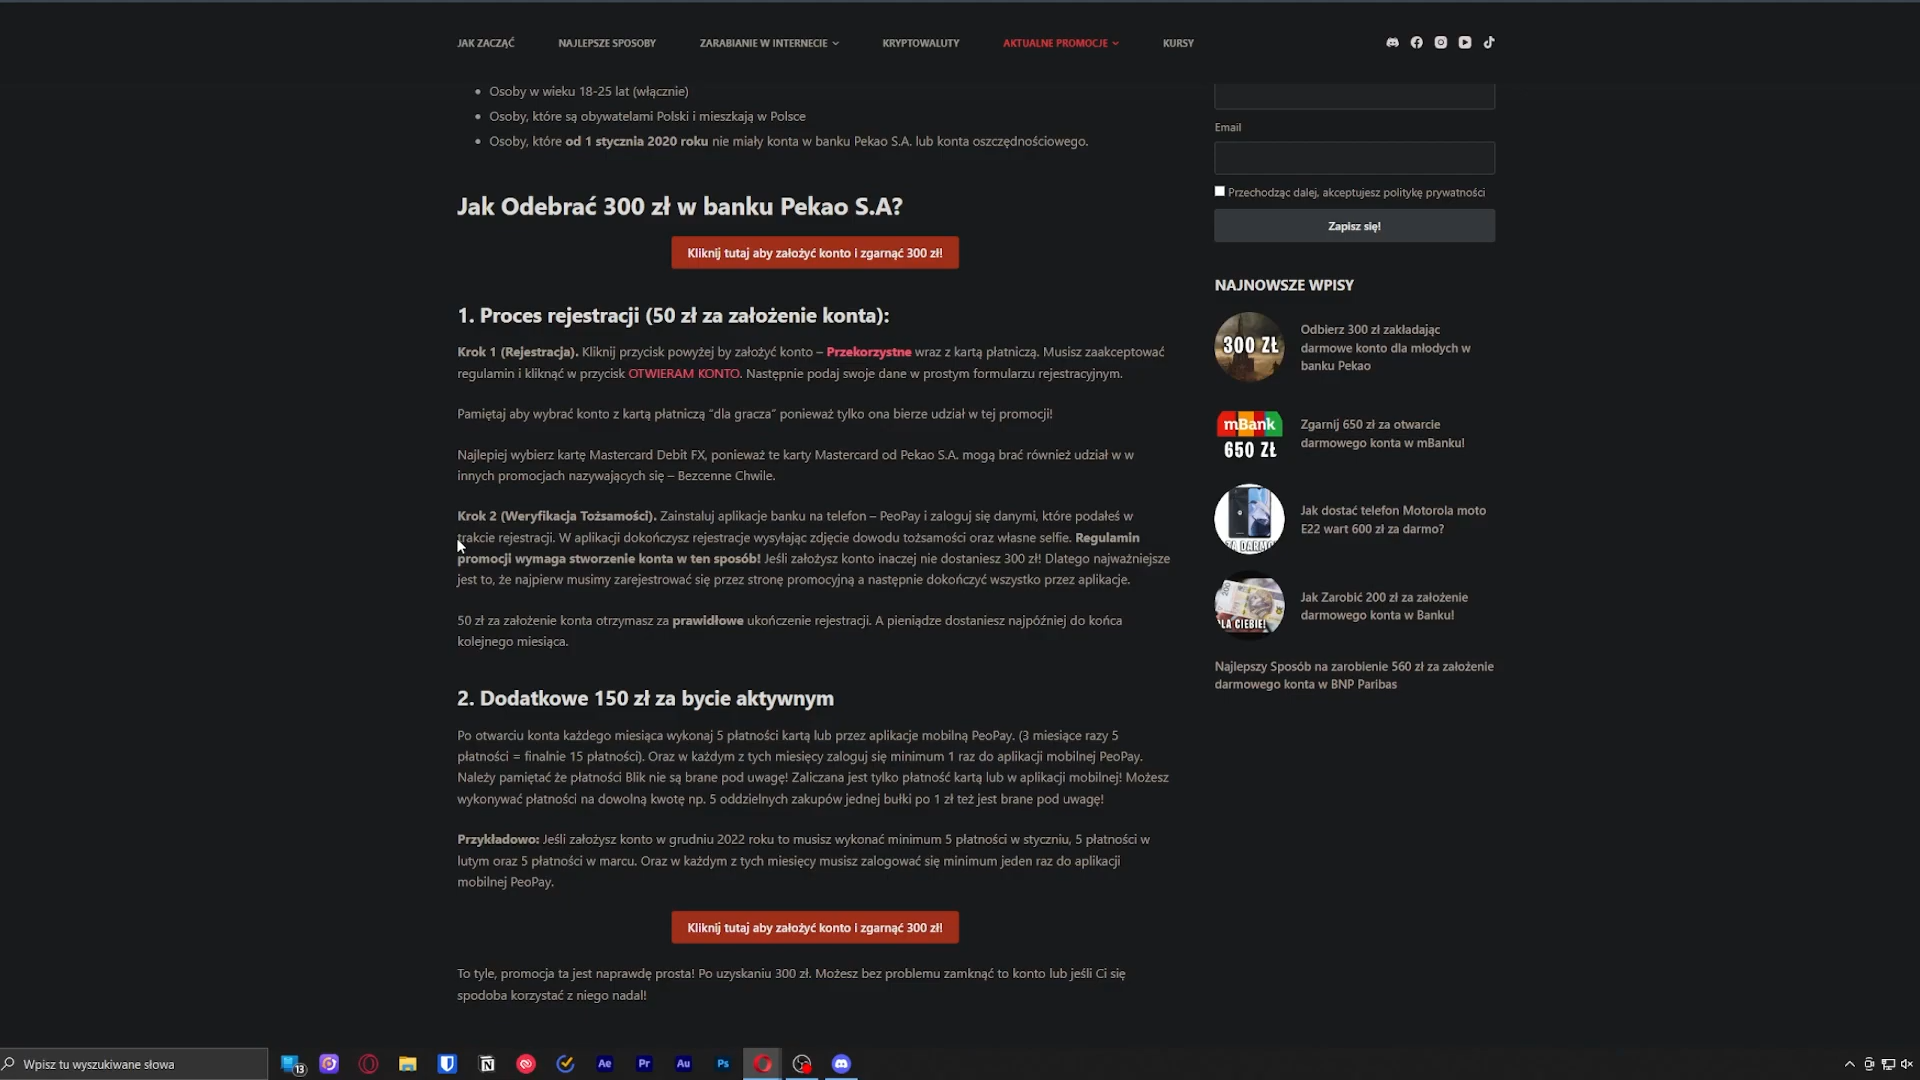 JAK ZACZĄĆ
NAJLEPSZE SPOSOBY
ZARABIANIE W INTERNECIE
KRYPTOWALUTY
AKTUALNE PROMOCJE
KURSY
Osoby w wieku 18-25 lat (włącznie)
Osoby, które są obywatelami Polski i mieszkają w Polsce
Osoby, które od 1 stycznia 2020 roku nie miały konta w banku Pekao S.A. lub konta oszczędnościowego.
Jak Odebrać 300 zł w banku Pekao S.A?
Kliknij tutaj aby założyć konto i zgarnąć 300 zł!
1. Proces rejestracji (50 zł za założenie konta):
Krok 1 (Rejestracja). Kliknij przycisk powyżej by założyć konto – Przekorzystne wraz z kartą płatniczą. Musisz zaakceptować
regulamin i kliknąć w przycisk OTWIERAM KONTO. Następnie podaj swoje dane w prostym formularzu rejestracyjnym.
Pamiętaj aby wybrać konto z kartą płatniczą “dla gracza” ponieważ tylko ona bierze udział w tej promocji!
Najlepiej wybierz kartę Mastercard Debit FX, ponieważ te karty Mastercard od Pekao S.A. mogą brać również udział w w
innych promocjach nazywających się – Bezcenne Chwile.
Krok 2 (Weryfikacja Tożsamości). Zainstaluj aplikacje banku na telefon – PeoPay i zaloguj się danymi, które podałeś w
trakcie rejestracji. W aplikacji dokończysz rejestracje wysyłając zdjęcie dowodu tożsamości oraz własne selfie. Regulamin
promocji wymaga stworzenie konta w ten sposób! Jeśli założysz konto inaczej nie dostaniesz 300 zł! Dlatego najważniejsze
jest to, że najpierw musimy zarejestrować się przez stronę promocyjną a następnie dokończyć wszystko przez aplikacje.
50 zł za założenie konta otrzymasz za prawidłowe ukończenie rejestracji. A pieniądze dostaniesz najpóźniej do końca
kolejnego miesiąca.
2. Dodatkowe 150 zł za bycie aktywnym
Po otwarciu konta każdego miesiąca wykonaj 5 płatności kartą lub przez aplikacje mobilną PeoPay. (3 miesiące razy 5
płatności = finalnie 15 płatności). Oraz w każdym z tych miesięcy zaloguj się minimum 1 raz do aplikacji mobilnej PeoPay.
Należy pamiętać że płatności Blik nie są brane pod uwagę! Zaliczana jest tylko płatność kartą lub w aplikacji mobilnej! Możesz
wykonywać płatności na dowolną kwotę np. 5 oddzielnych zakupów jednej bułki po 1 zł też jest brane pod uwagę!
Przykładowo: Jeśli założysz konto w grudniu 2022 roku to musisz wykonać minimum 5 płatności w styczniu, 5 płatności w
lutym oraz 5 płatności w marcu. Oraz w każdym z tych miesięcy musisz zalogować się minimum jeden raz do aplikacji
mobilnej PeoPay.
Kliknij tutaj aby założyć konto i zgarnąć 300 zł!
To tyle, promocja ta jest naprawdę prosta! Po uzyskaniu 300 zł. Możesz bez problemu zamknąć to konto lub jeśli Ci się
spodoba korzystać z niego nadal!
Email
Przechodząc dalej, akceptujesz politykę prywatności
Zapisz się!
NAJNOWSZE WPISY
300 ZŁ
Odbierz 300 zł zakładając
darmowe konto dla młodych w
banku Pekao
mBank
650 ZŁ
Zgarnij 650 zł za otwarcie
darmowego konta w mBanku!
ZA DARMO
Jak dostać telefon Motorola moto
E22 wart 600 zł za darmo?
DLA CIEBIE!
Jak Zarobić 200 zł za założenie
darmowego konta w Banku!
Najlepszy Sposób na zarobienie 560 zł za założenie
darmowego konta w BNP Paribas
Wpisz tu wyszukiwane słowa
13
Ae
Pr
Au
Ps